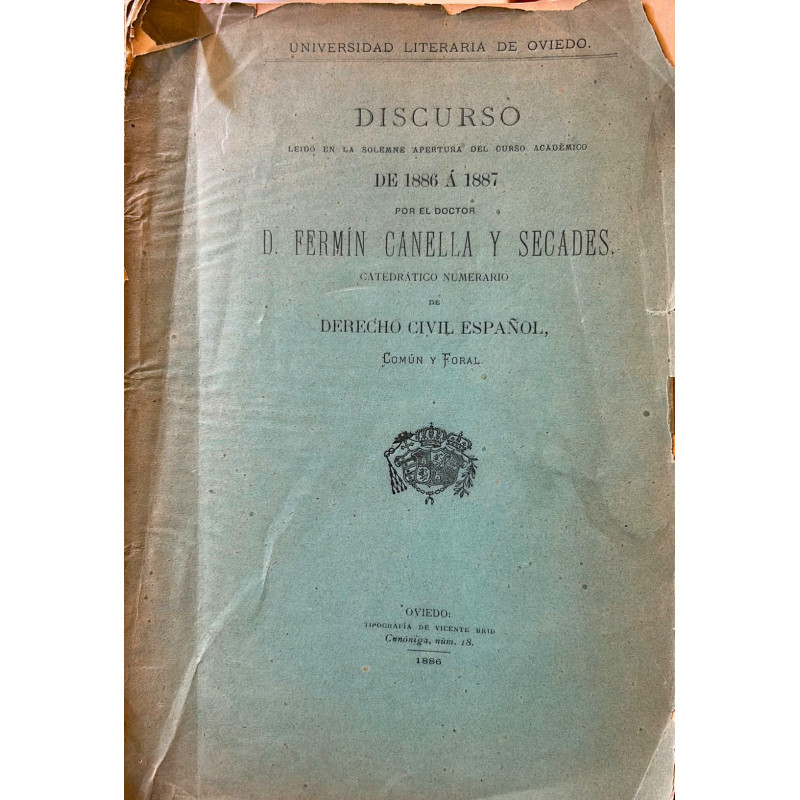 UNIVERSIDAD LITERARIA DE OVIEDO.
DISCURSO
LEIDO EN LA SOLEMNE APERTURA DEL CURSO ACADÉMICO
DE 1886 Á 1887
POR EL DOCTOR
D. FERMÍN CANELLA Y SECADES,
CATEDRÁTICO NUMERARIO
DE
DERECHO CIVIL ESPAÑOL,
COMÚN Y FORAL.
OVIEDO:
TIPOGRAFÍA DE VICENTE BRID
Canóniga, núm. 18.
1886